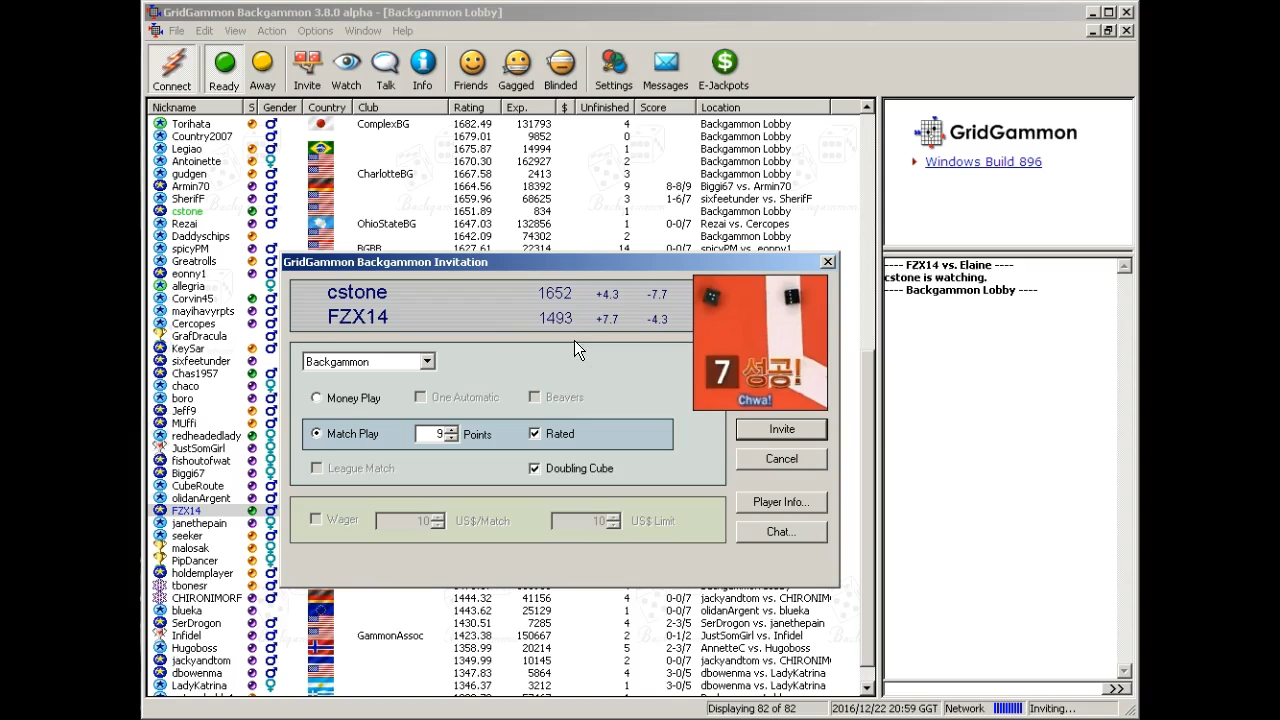 GridGammon Backgammon 3.8.0 alpha - [Backgammon Lobby]
File Edit View Action Options Window Help
Connect Ready Away Invite Watch Talk Info Friends Gagged Blinded Settings Messages E-Jackpots
Nickname S Gender Country Club Rating Exp. $ Unfinished Score Location
Torihata ComplexBG 1682.49 131793 4 Backgammon Lobby
Country2007 1679.01 9852 0 Backgammon Lobby
Legiao 1675.87 14994 1 Backgammon Lobby
Antoinette 1670.30 162927 2 Backgammon Lobby
gudgen CharlotteBG 1667.58 2413 3 Backgammon Lobby
Armin70 1664.56 18392 9 8-8/9 Biggi67 vs. Armin70
SherifF 1659.96 68625 3 1-6/7 sixfeetunder vs. SherifF
cstone 1651.89 834 1 Backgammon Lobby
Rezai OhioStateBG 1647.03 132856 1 0-0/7 Rezai vs. Cercopes
Daddyschips 1642.09 74302 2 Backgammon Lobby
spicyPM BGBB 1627.61 22314 14 0-0/7 spicyPM vs. eonny1
Greatrolls
eonny1
allegria
Corvin45
mayihavyrpts
Cercopes
GrafDracula
KeySar
sixfeetunder
Chas1957
chaco
boro
Jeff9
MUffi
redheadedlady
JustSomGirl
fishoutofwat
Biggi67
CubeRoute
olidanArgent
FZX14
janethepain
seeker
malosak
PipDancer
holdemplayer
tbonesr
CHIRONIMORF 1444.32 41156 4 0-0/7 jackyandtom vs. CHIRONIM
blueka 1443.62 25129 1 0-0/7 olidanArgent vs. blueka
SerDrogon 1430.51 7285 4 2-3/5 SerDrogon vs. janethepain
Infidel GammonAssoc 1423.38 150667 2 0-1/2 JustSomGirl vs. Infidel
Hugoboss 1358.99 20214 5 2-3/7 AnnetteC vs. Hugoboss
jackyandtom 1349.99 10145 2 0-0/7 jackyandtom vs. CHIRONIM
dbowenma 1347.83 5864 4 3-0/5 dbowenma vs. LadyKatrina
LadyKatrina 1346.37 3212 1 3-0/5 dbowenma vs. LadyKatrina
GridGammon Backgammon Invitation
cstone 1652 +4.3 -7.7
FZX14 1493 +7.7 -4.3
Backgammon
Money Play One Automatic Beavers
Match Play 9 Points Rated
League Match Doubling Cube
Wager 10 US$/Match 10 US$ Limit
7 성공!
Chwa!
Invite
Cancel
Player Info...
Chat...
GridGammon
Windows Build 896
---- FZX14 vs. Elaine ----
cstone is watching.
---- Backgammon Lobby ----
>>
Displaying 82 of 82 2016/12/22 20:59 GGT Network Inviting...